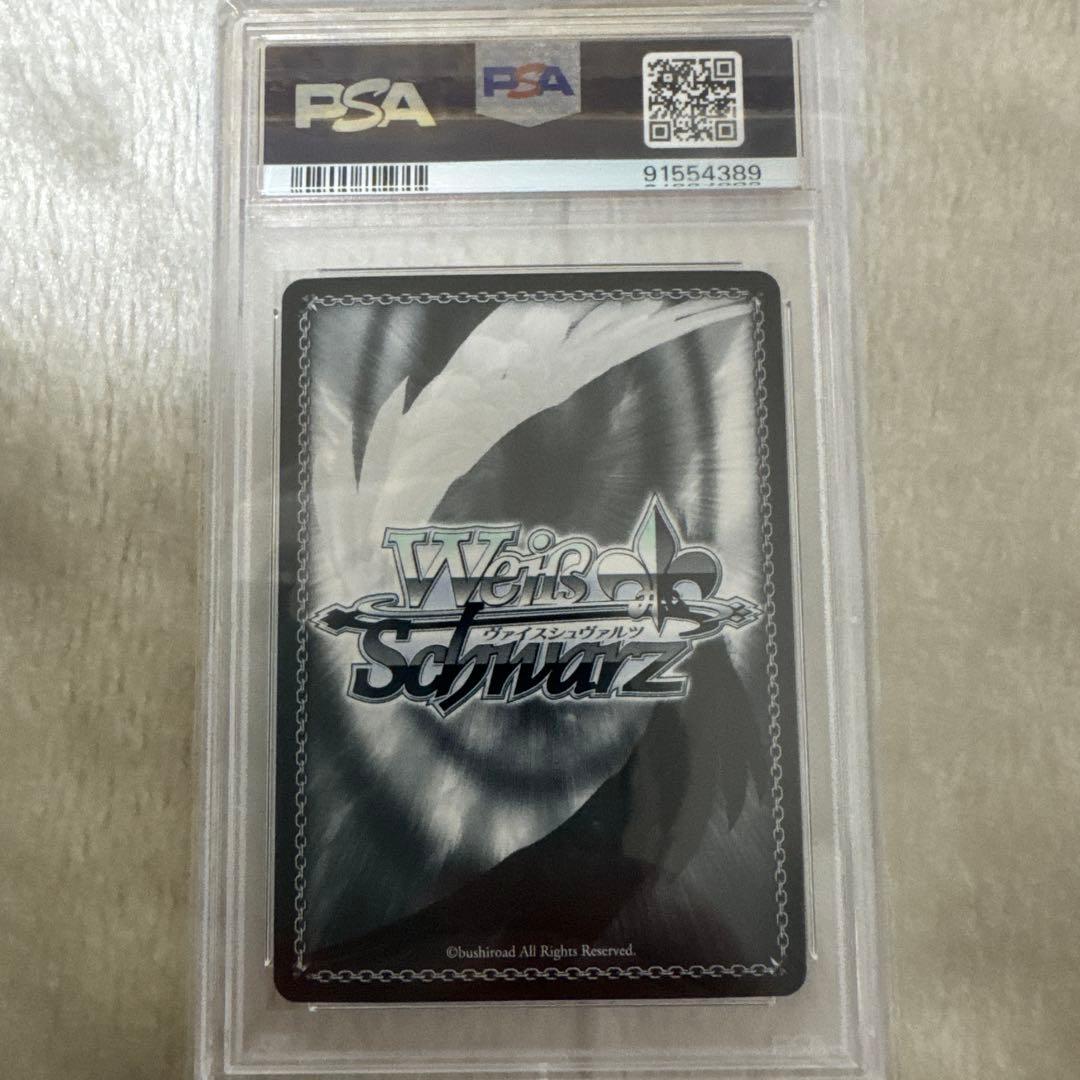 PSA
PSA
91554389
Weiß
ヴァイスシュヴァルツ
Schwarz
©bushiroad All Rights Reserved.